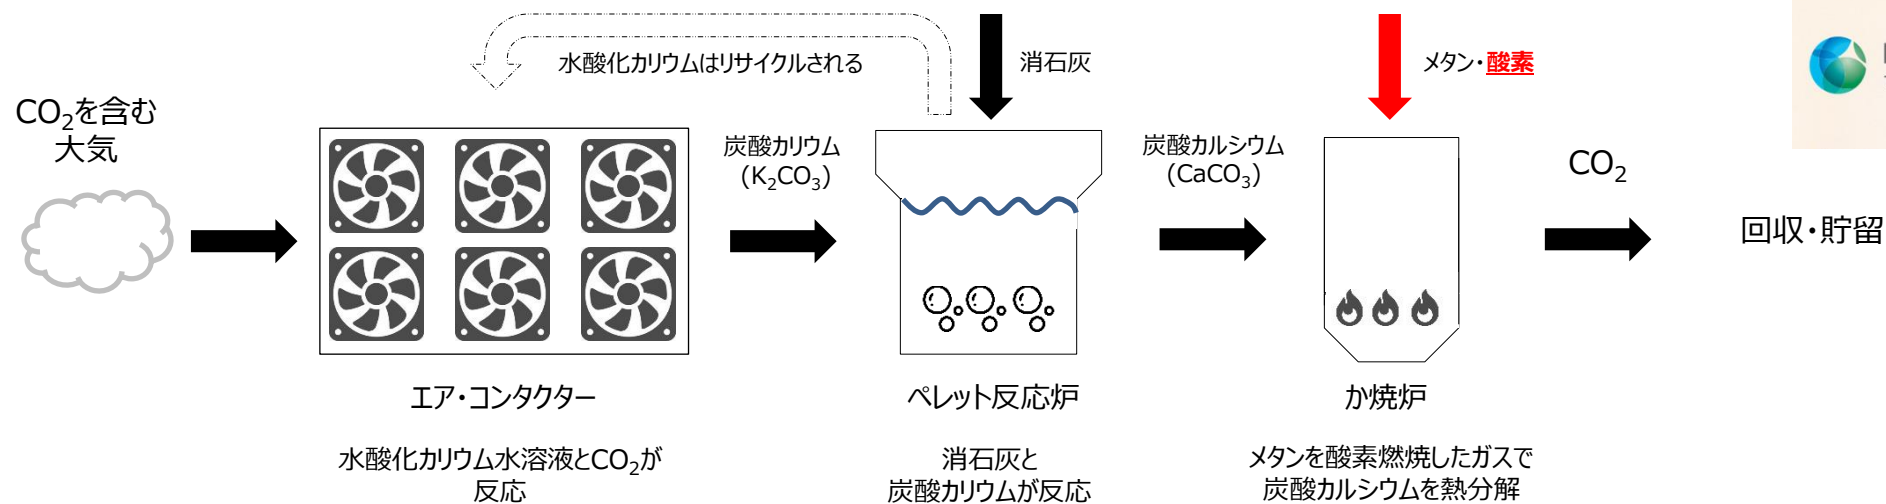 水酸化カリウムはリサイクルされる
消石灰
メタン・酸素
CO₂を含む
大気
炭酸カリウム
(K₂CO₃)
炭酸カルシウム
(CaCO₃)
CO₂
回収・貯留
エア・コンタクター
ペレット反応炉
か焼炉
水酸化カリウム水溶液とCO₂が
反応
消石灰と
炭酸カリウムが反応
メタンを酸素燃焼したガスで
炭酸カルシウムを熱分解